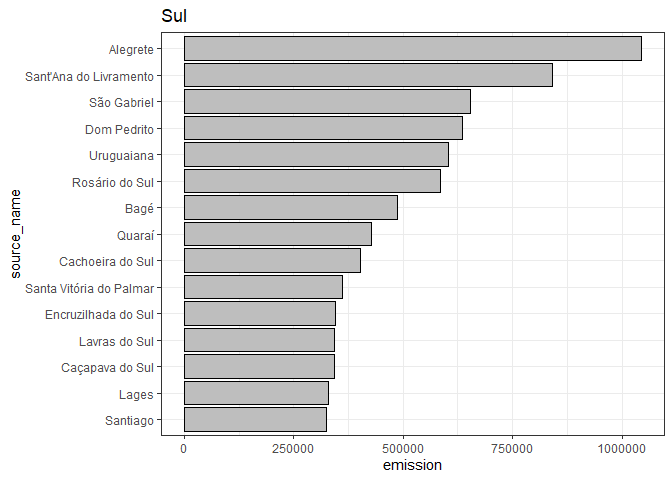 Sul
source_name
Alegrete
Sant'Ana do Livramento
São Gabriel
Dom Pedrito
Uruguaiana
Rosário do Sul
Bagé
Quaraí
Cachoeira do Sul
Santa Vitória do Palmar
Encruzilhada do Sul
Lavras do Sul
Caçapava do Sul
Lages
Santiago
0 250000 500000 750000 1000000
emission